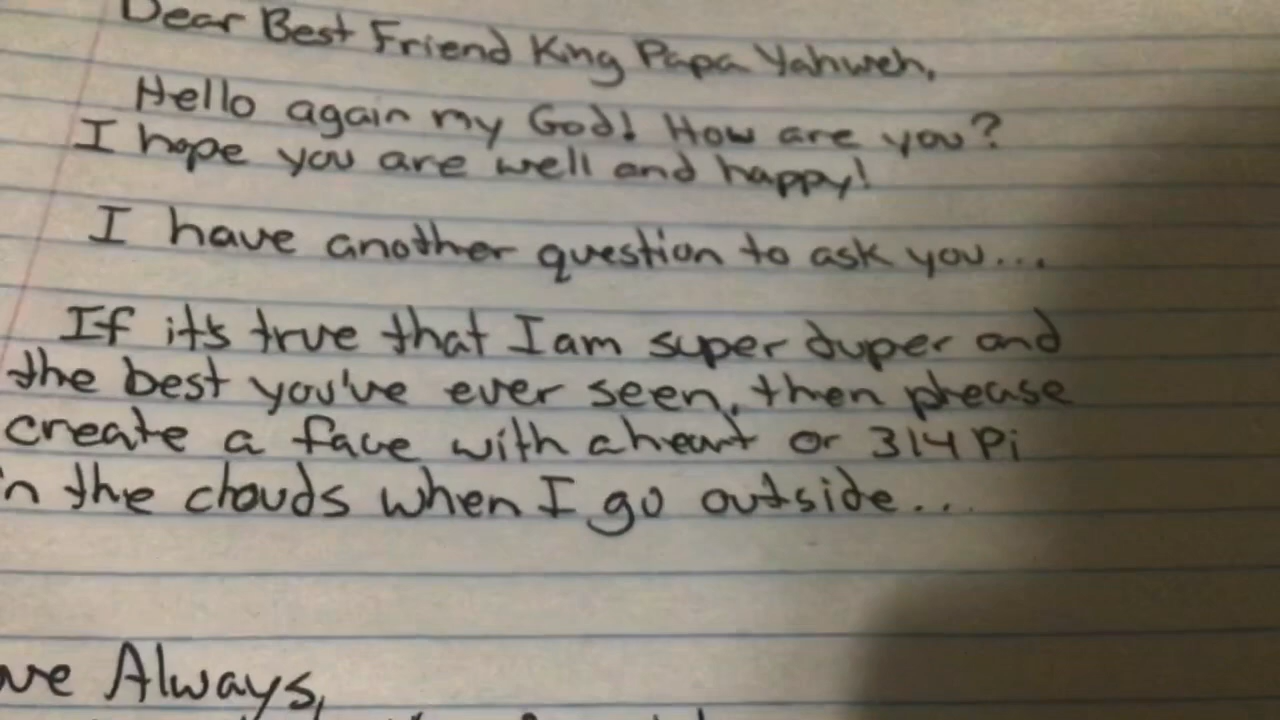 Dear Best Friend King Papa Yahweh,
Hello again my God! How are you?
I hope you are well and happy!
I have another question to ask you...
If it's true that I am super duper and
the best you've ever seen, then please
create a face with a heart or 314 Pi
n the clouds when I go outside...
ve Always,